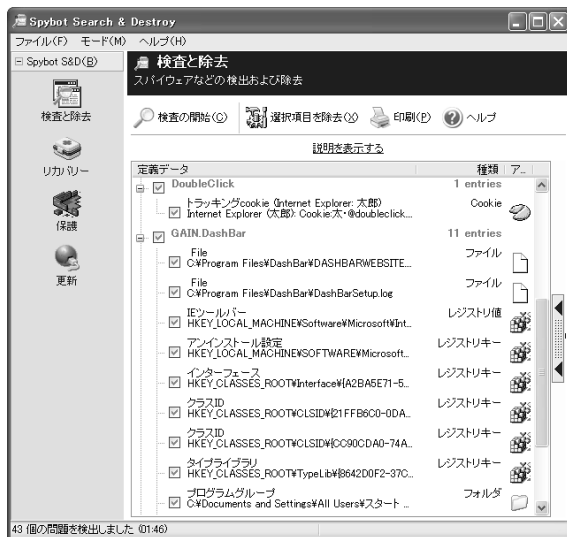 Spybot Search & Destroy
ファイル(F) モード(M) ヘルプ(H)
Spybot S&D(B)
検査と除去
リカバリー
保護
更新
検査と除去
スパイウェアなどの検出および除去
検査の開始(C) 選択項目を除去(X) 印刷(P) ヘルプ
説明を表示する
定義データ 種類 ア..
DoubleClick 1 entries
トラッキングcookie (Internet Explorer: 太郎) Cookie
Internet Explorer (太郎): Cookie:太・@doubleclick...
GAIN.DashBar 11 entries
File ファイル
C:¥Program Files¥DashBar¥DASHBARWEBSITE...
File ファイル
C:¥Program Files¥DashBar¥DashBarSetup.log
IEツールバー レジストリ値
HKEY_LOCAL_MACHINE¥Software¥Microsoft¥Int...
アンインストール設定 レジストリキー
HKEY_LOCAL_MACHINE¥SOFTWARE¥Microsoft...
インターフェース レジストリキー
HKEY_CLASSES_ROOT¥Interface¥{A2BA5E71-5...
クラスID レジストリキー
HKEY_CLASSES_ROOT¥CLSID¥{21FFB6C0-0DA...
クラスID レジストリキー
HKEY_CLASSES_ROOT¥CLSID¥{CC90CDA0-74A...
タイプライブラリ レジストリキー
HKEY_CLASSES_ROOT¥TypeLib¥{8642D0F2-37C...
プログラムグループ フォルダ
C:¥Documents and Settings¥All Users¥スタート ...
43 個の問題を検出しました (01:46)